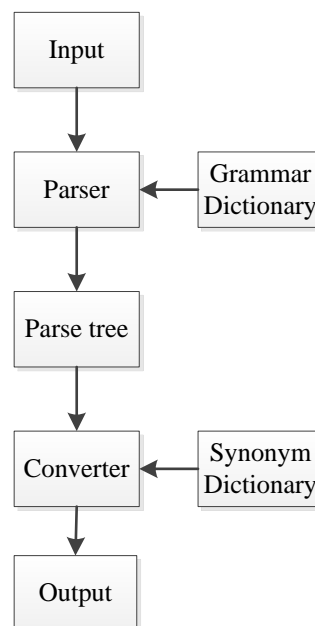 Input
Parser
Grammar
Dictionary
Parse tree
Converter
Synonym
Dictionary
Output